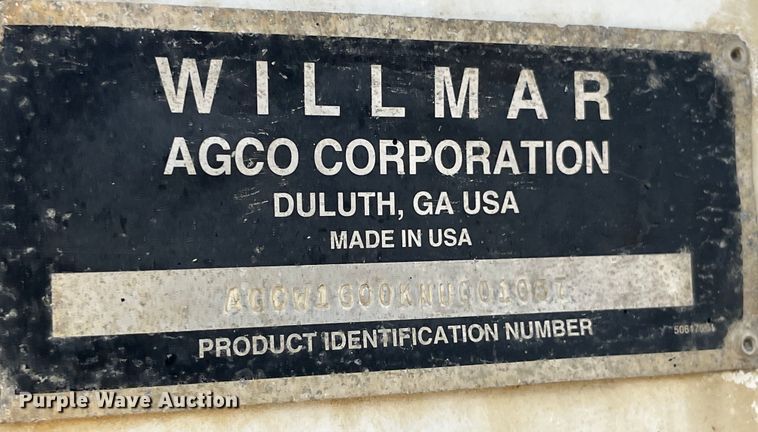 WILLMAR
AGCO CORPORATION
DULUTH, GA USA
MADE IN USA
PRODUCT IDENTIFICATION NUMBER
Purple Wave Auction